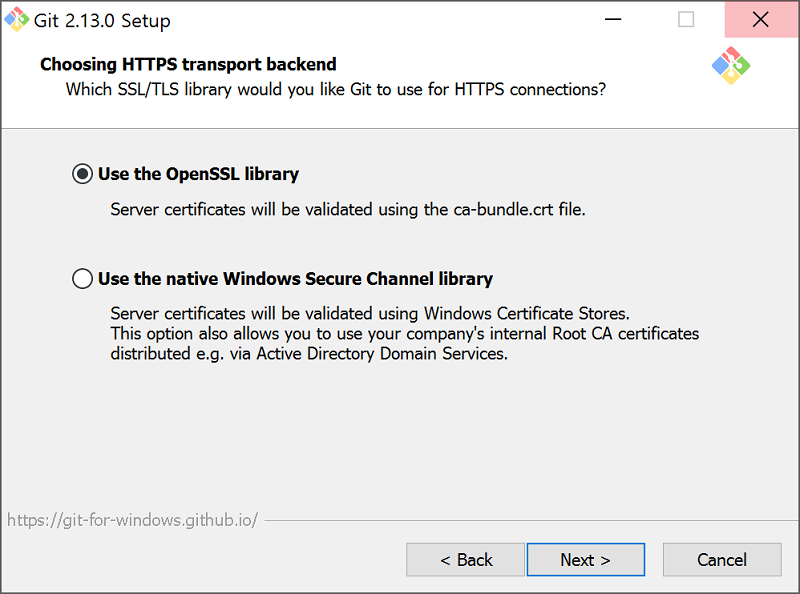 Git 2.13.0 Setup
Choosing HTTPS transport backend
Which SSL/TLS library would you like Git to use for HTTPS connections?
Use the OpenSSL library
Server certificates will be validated using the ca-bundle.crt file.
Use the native Windows Secure Channel library
Server certificates will be validated using Windows Certificate Stores.
This option also allows you to use your company's internal Root CA certificates
distributed e.g. via Active Directory Domain Services.
https://git-for-windows.github.io/
< Back Next > Cancel